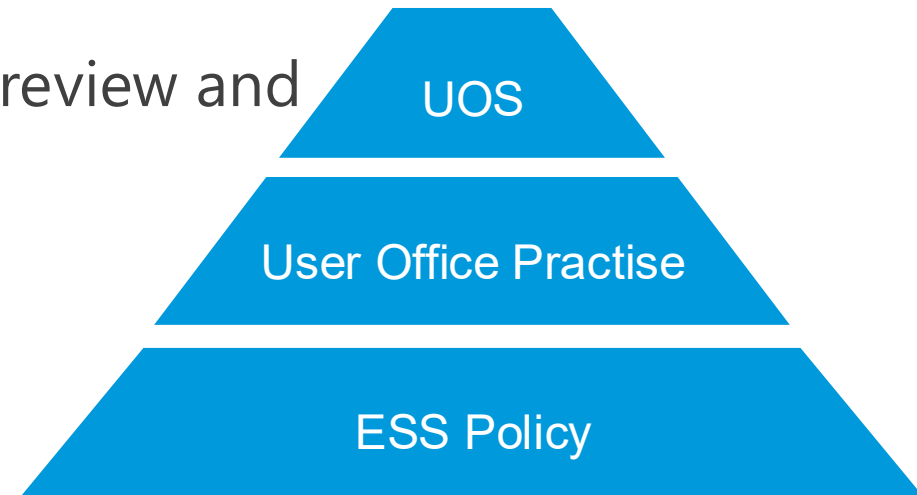 review and
UOS
User Office Practise
ESS Policy